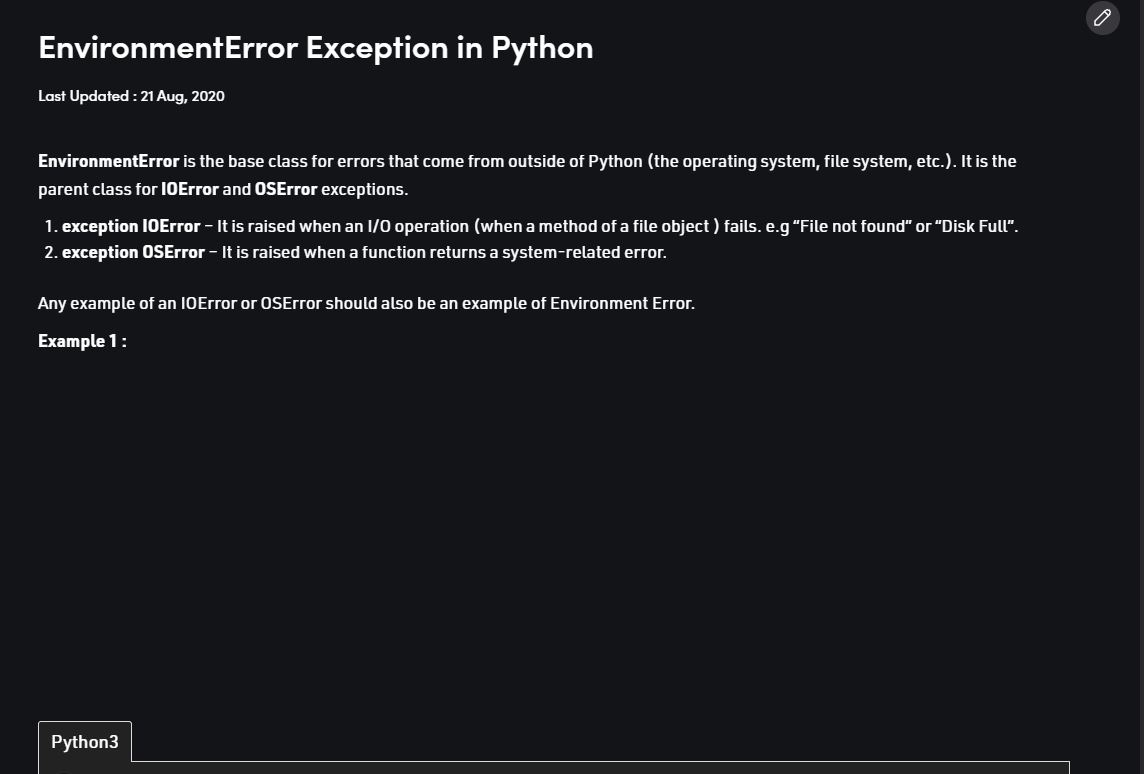 EnvironmentError Exception in Python
Last Updated : 21 Aug, 2020
EnvironmentError is the base class for errors that come from outside of Python (the operating system, file system, etc.). It is the
parent class for IOError and OSError exceptions.
1. exception IOError – It is raised when an I/O operation (when a method of a file object ) fails. e.g “File not found” or “Disk Full”.
2. exception OSError – It is raised when a function returns a system-related error.
Any example of an IOError or OSError should also be an example of Environment Error.
Example 1 :
Python3